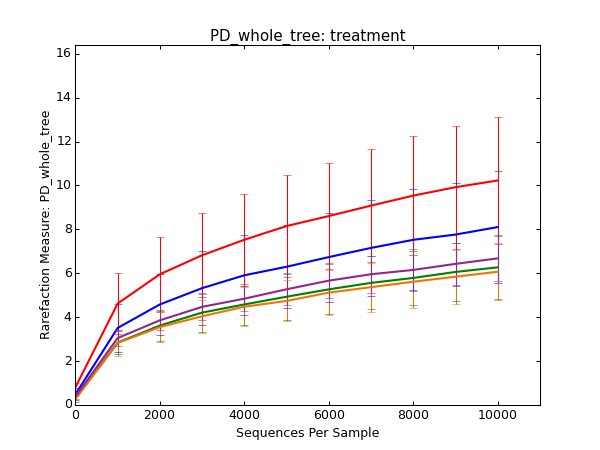 PD_whole_tree: treatment
Rarefaction Measure: PD_whole_tree
16
14
12
10
8
6
4
2
0
0 2000 4000 6000 8000 10000
Sequences Per Sample